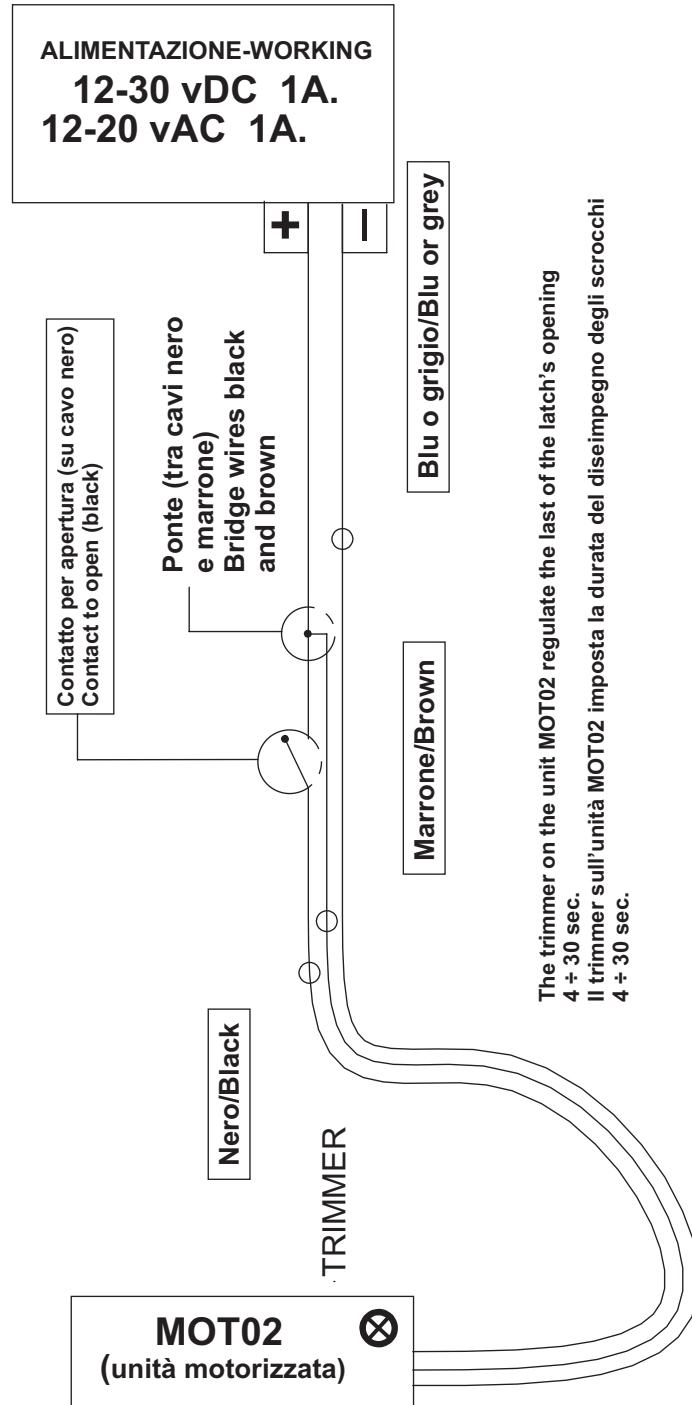 ALIMENTAZIONE-WORKING
12-30 vDC 1A.
12-20 vAC 1A.
+
−
Contatto per apertura (su cavo nero)
Contact to open (black)
Ponte (tra cavi nero
e marrone)
Bridge wires black
and brown
Blu o grigio/Blu or grey
Marrone/Brown
Nero/Black
The trimmer on the unit MOT02 regulate the last of the latch's opening
4 ÷ 30 sec.
Il trimmer sull'unità MOT02 imposta la durata del diseimpegno degli scrocchi
4 ÷ 30 sec.
TRIMMER
MOT02
(unità motorizzata)